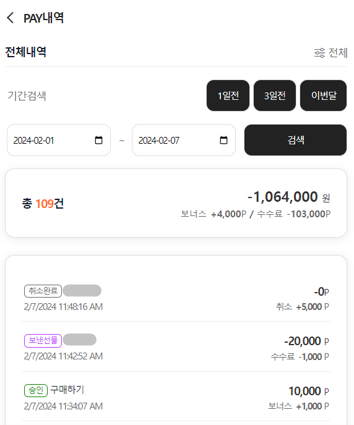 PAY내역
전체내역 전체
기간검색 1일전 3일전 이번달
2024-02-01 ~ 2024-02-07 검색
총 109건 -1,064,000 원
보너스 +4,000P / 수수료 -103,000P
취소완료 -0P
2/7/2024 11:48:16 AM 취소 +5,000 P
보낸선물 -20,000 P
2/7/2024 11:42:52 AM 수수료 -1,000 P
승인 구매하기 10,000 P
2/7/2024 11:34:07 AM 보너스 +1,000 P